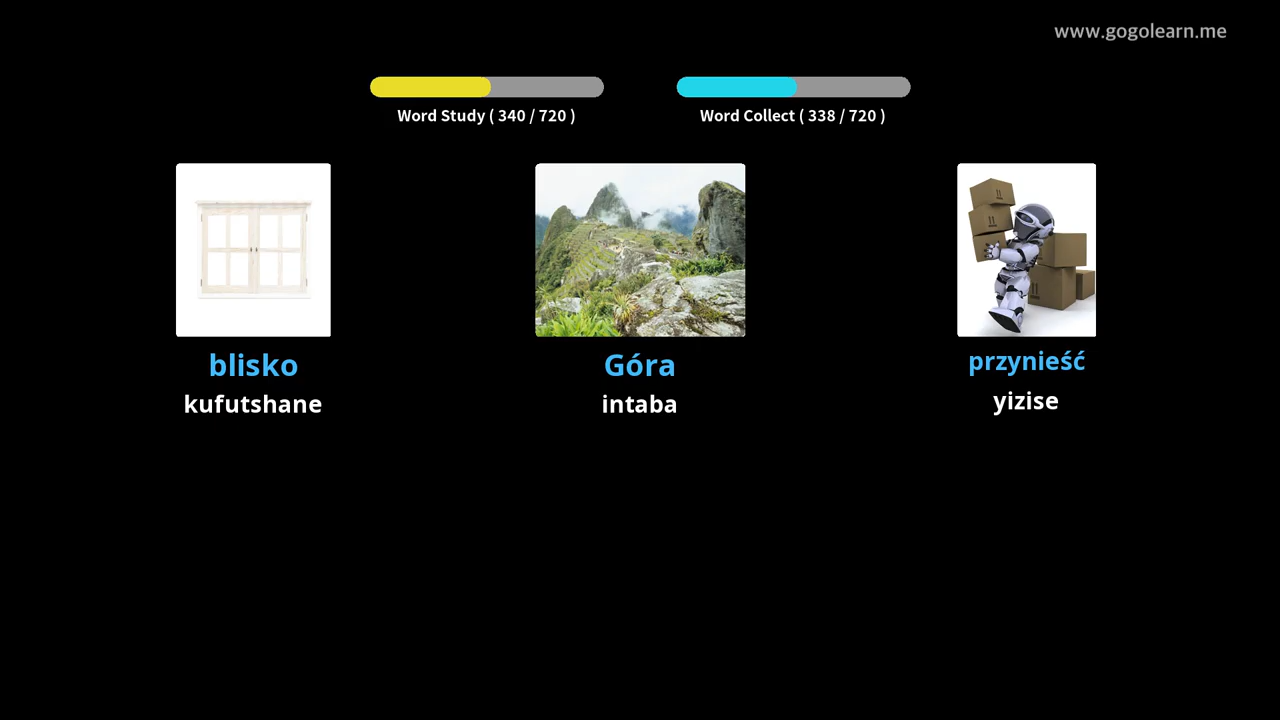 www.gogolearn.me
Word Study ( 340 / 720 )
Word Collect ( 338 / 720 )
blisko
kufutshane
Góra
intaba
przynieść
yizise